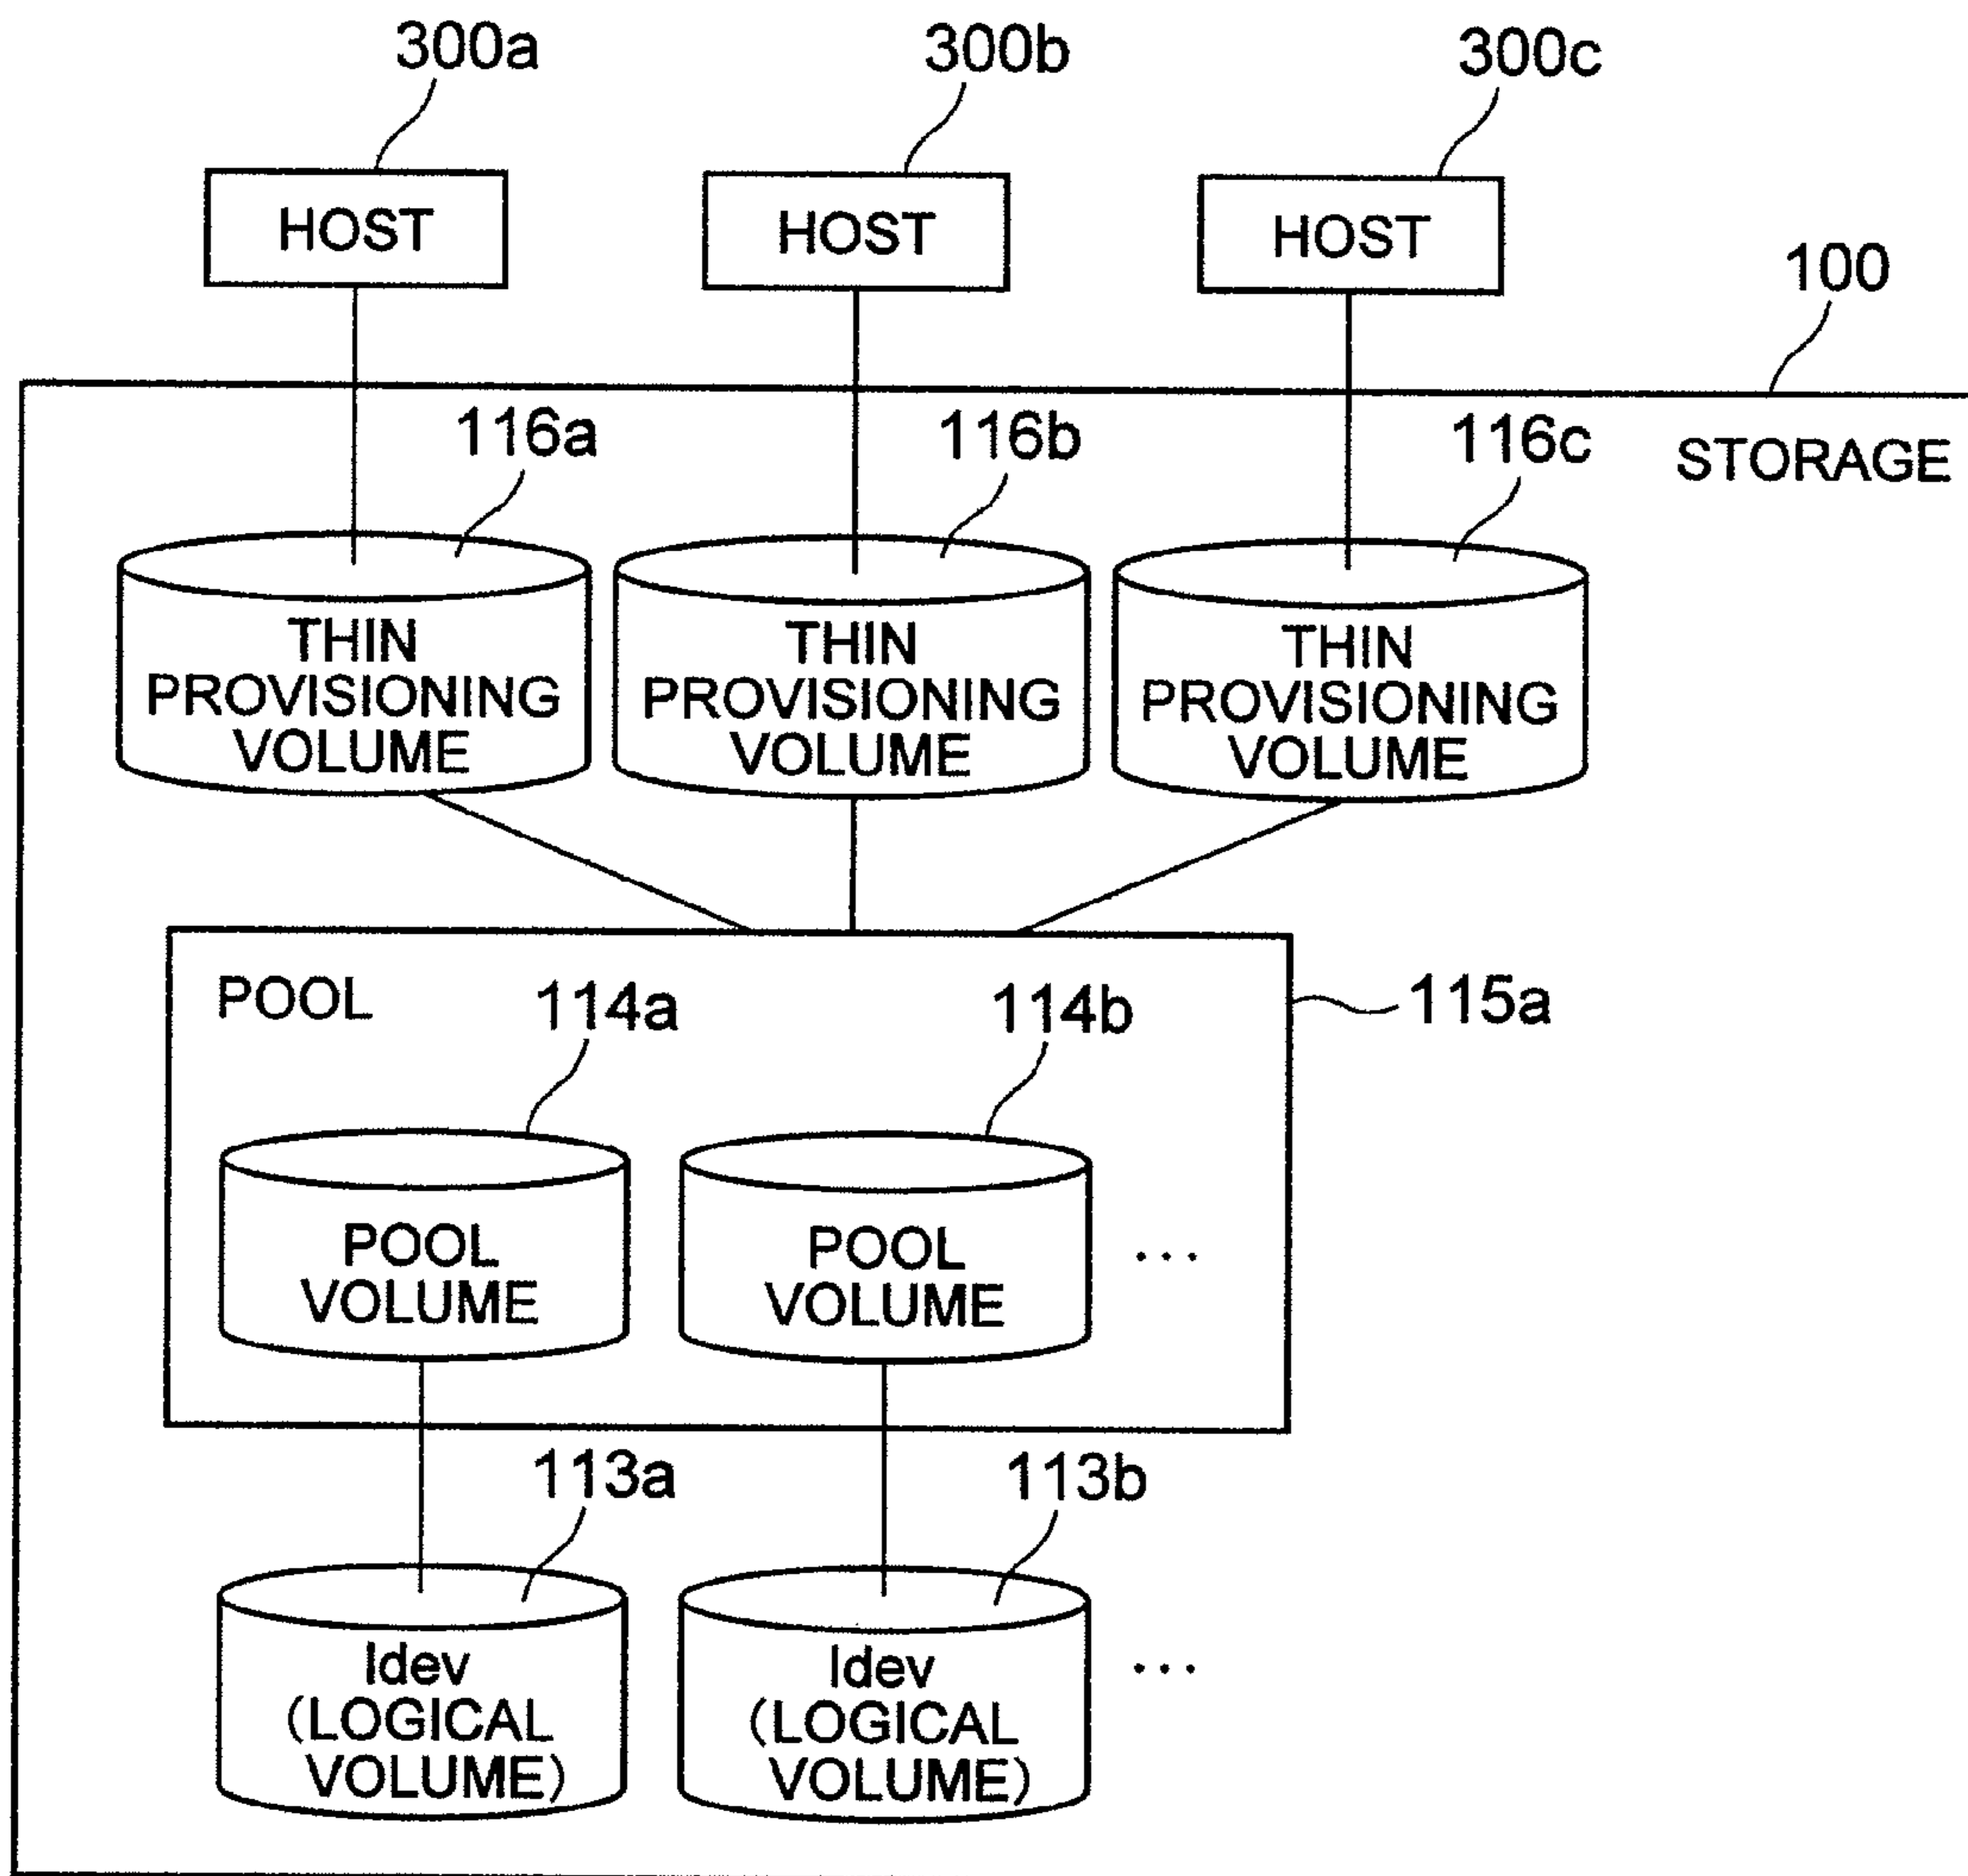 300a
300b
300c
HOST
HOST
HOST
100
STORAGE
116a
116b
116c
THIN
PROVISIONING
VOLUME
THIN
PROVISIONING
VOLUME
THIN
PROVISIONING
VOLUME
POOL
114a
114b
115a
POOL
VOLUME
POOL
VOLUME
...
113a
113b
ldev
(LOGICAL
VOLUME)
ldev
(LOGICAL
VOLUME)
...